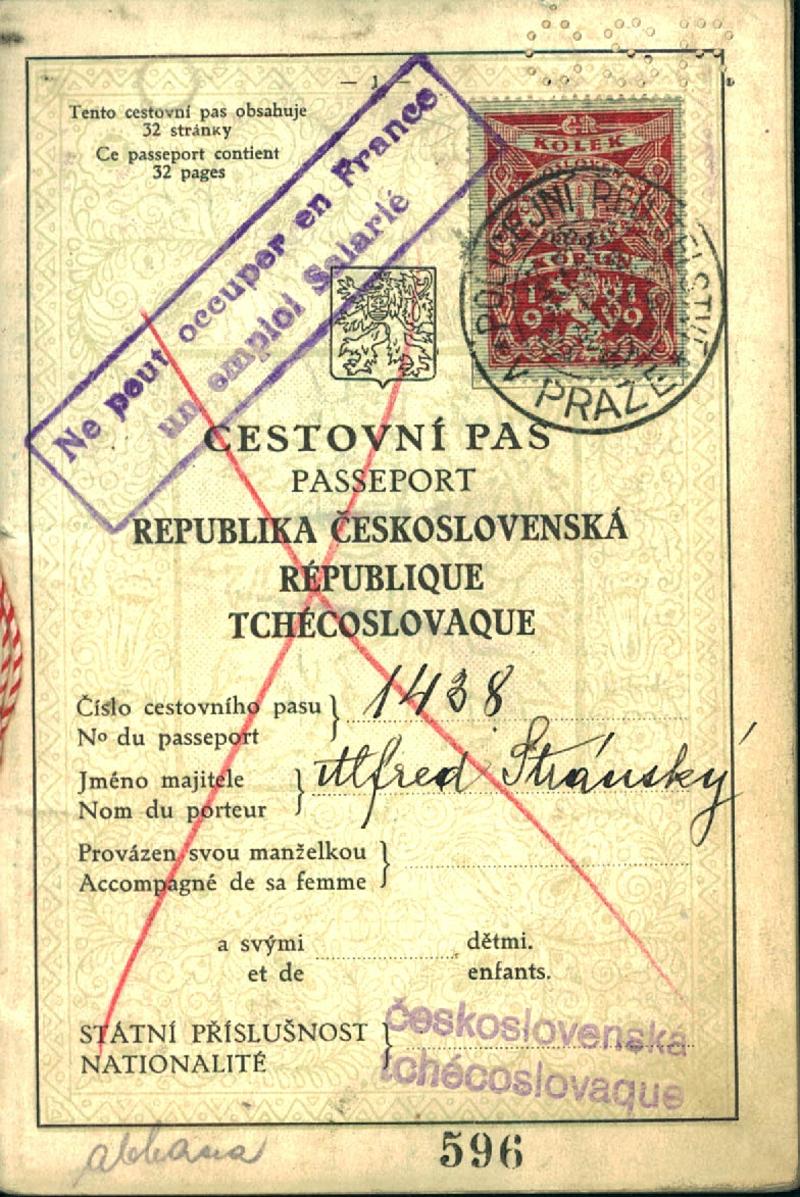 — 1 —
Tento cestovní pas obsahuje
32 stránky
Ce passeport contient
32 pages
Ne peut occuper en France
un emploi Salarié
KOLEK
POLICEJNÍ ŘEDITELSTVÍ
V PRAZE
CESTOVNÍ PAS
PASSEPORT
REPUBLIKA ČESKOSLOVENSKÁ
RÉPUBLIQUE
TCHÉCOSLOVAQUE
Číslo cestovního pasu } 1438
No du passeport
Jméno majitele } Alfred Stránský
Nom du porteur
Provázen svou manželkou }
Accompagné de sa femme
a svými dětmi.
et de enfants.
STÁTNÍ PŘÍSLUŠNOST } československá
NATIONALITÉ tchécoslovaque
596